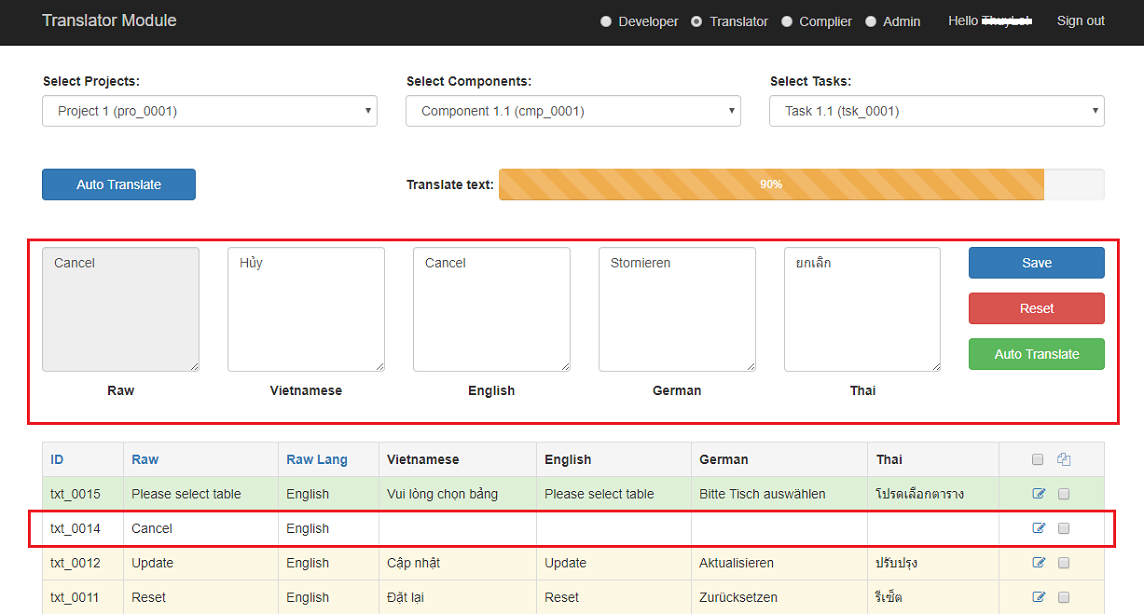 Translator Module Developer Translator Complier Admin Hello Sign out
Select Projects: Select Components: Select Tasks:
Project 1 (pro_0001) Component 1.1 (cmp_0001) Task 1.1 (tsk_0001)
Auto Translate Translate text: 90%
Cancel Hủy Cancel Stornieren ยกเลิก Save
Reset
Auto Translate
Raw Vietnamese English German Thai
ID Raw Raw Lang Vietnamese English German Thai
txt_0015 Please select table English Vui lòng chọn bảng Please select table Bitte Tisch auswählen โปรดเลือกตาราง
txt_0014 Cancel English
txt_0012 Update English Cập nhật Update Aktualisieren ปรับปรุง
txt_0011 Reset English Đặt lại Reset Zurücksetzen รีเซ็ต